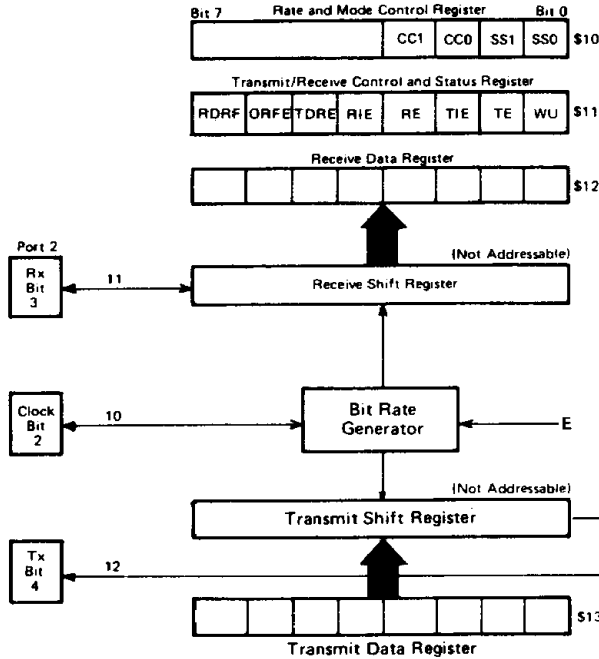 Bit 7 Rate and Mode Control Register Bit 0
CC1 CC0 SS1 SS0 $10
Transmit/Receive Control and Status Register
RDRF ORFE TDRE RIE RE TIE TE WU $11
Receive Data Register
$12
Port 2
(Not Addressable)
Rx
Bit
3
11
Receive Shift Register
Clock
Bit
2
10
Bit Rate
Generator
E
(Not Addressable)
Transmit Shift Register
Tx
Bit
4
12
$13
Transmit Data Register